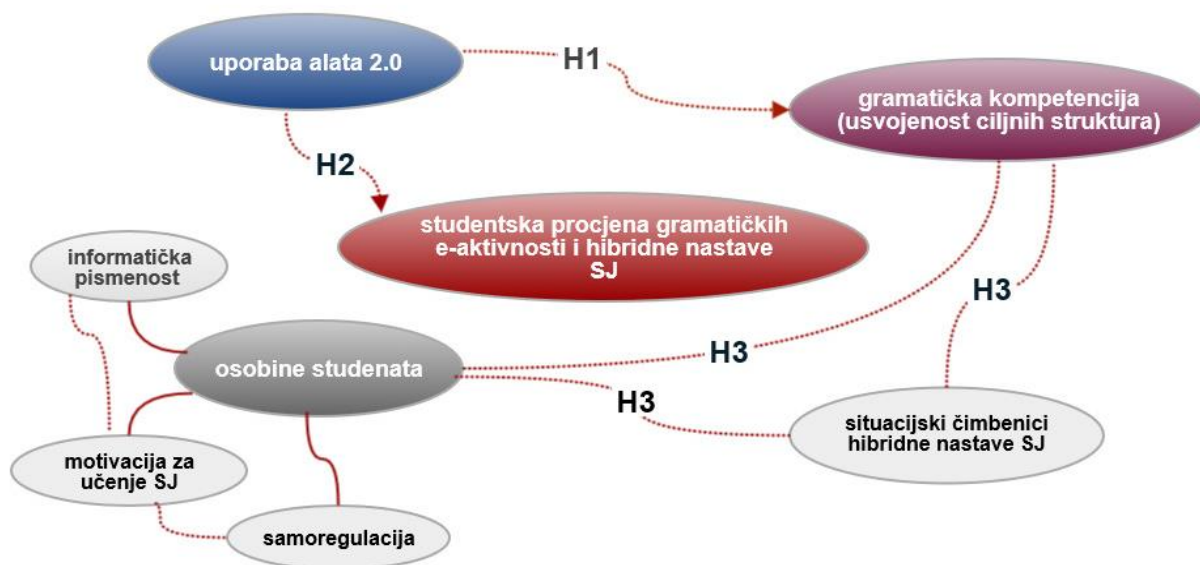 uporaba alata 2.0
H1
gramatička kompetencija
(usvojenost ciljnih struktura)
H2
studentska procjena gramatičkih
e-aktivnosti i hibridne nastave
SJ
informatička
pismenost
H3
H3
osobine studenata
H3
situacijski čimbenici
hibridne nastave SJ
motivacija za
učenje SJ
samoregulacija